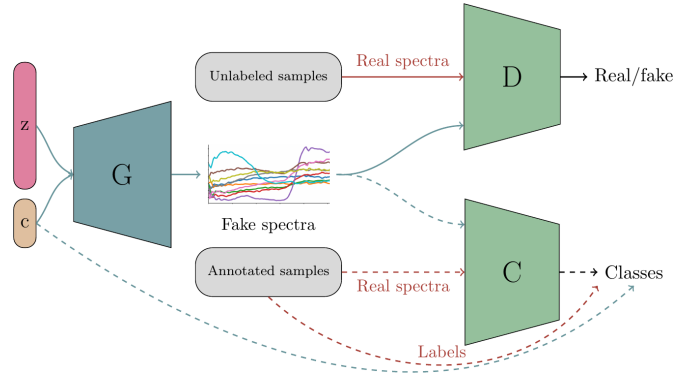 Real spectra
Unlabeled samples
D
Real/fake
z
G
Fake spectra
c
Annotated samples
Real spectra
C
Classes
Labels